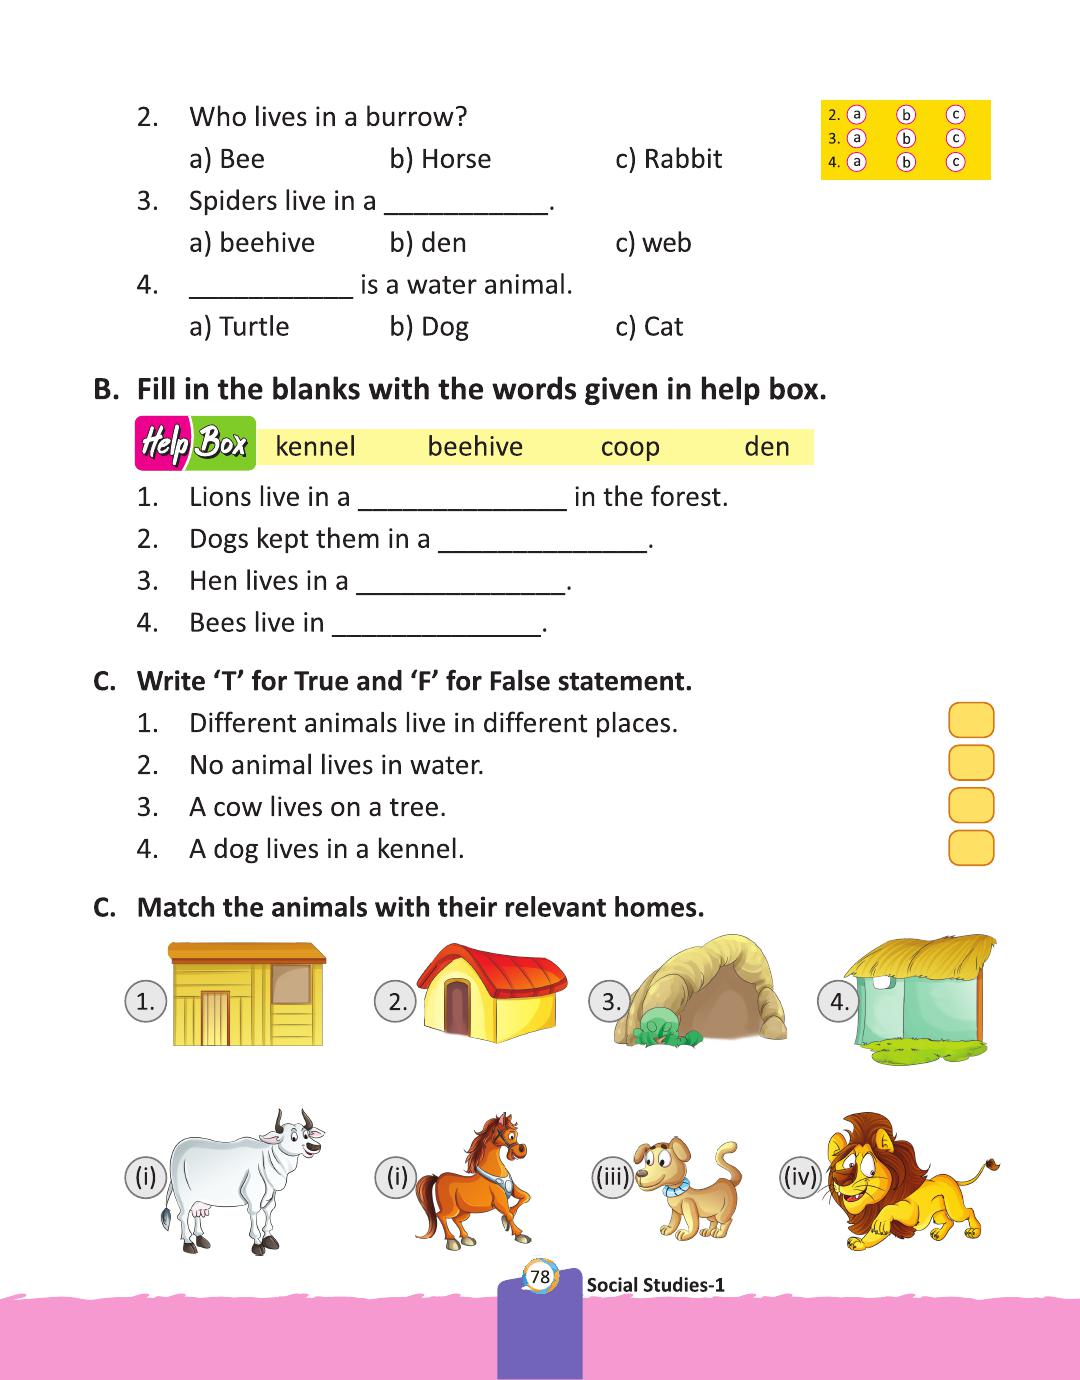 2. Who lives in a burrow?
a) Bee b) Horse c) Rabbit
3. Spiders live in a ___________.
a) beehive b) den c) web
4. ___________ is a water animal.
a) Turtle b) Dog c) Cat
2. a b c
3. a b c
4. a b c
B. Fill in the blanks with the words given in help box.
Help Box kennel beehive coop den
1. Lions live in a ______________ in the forest.
2. Dogs kept them in a ______________.
3. Hen lives in a ______________.
4. Bees live in ______________.
C. Write ‘T’ for True and ‘F’ for False statement.
1. Different animals live in different places.
2. No animal lives in water.
3. A cow lives on a tree.
4. A dog lives in a kennel.
C. Match the animals with their relevant homes.
1. 2. 3. 4.
(i) (i) (iii) (iv)
78 Social Studies-1